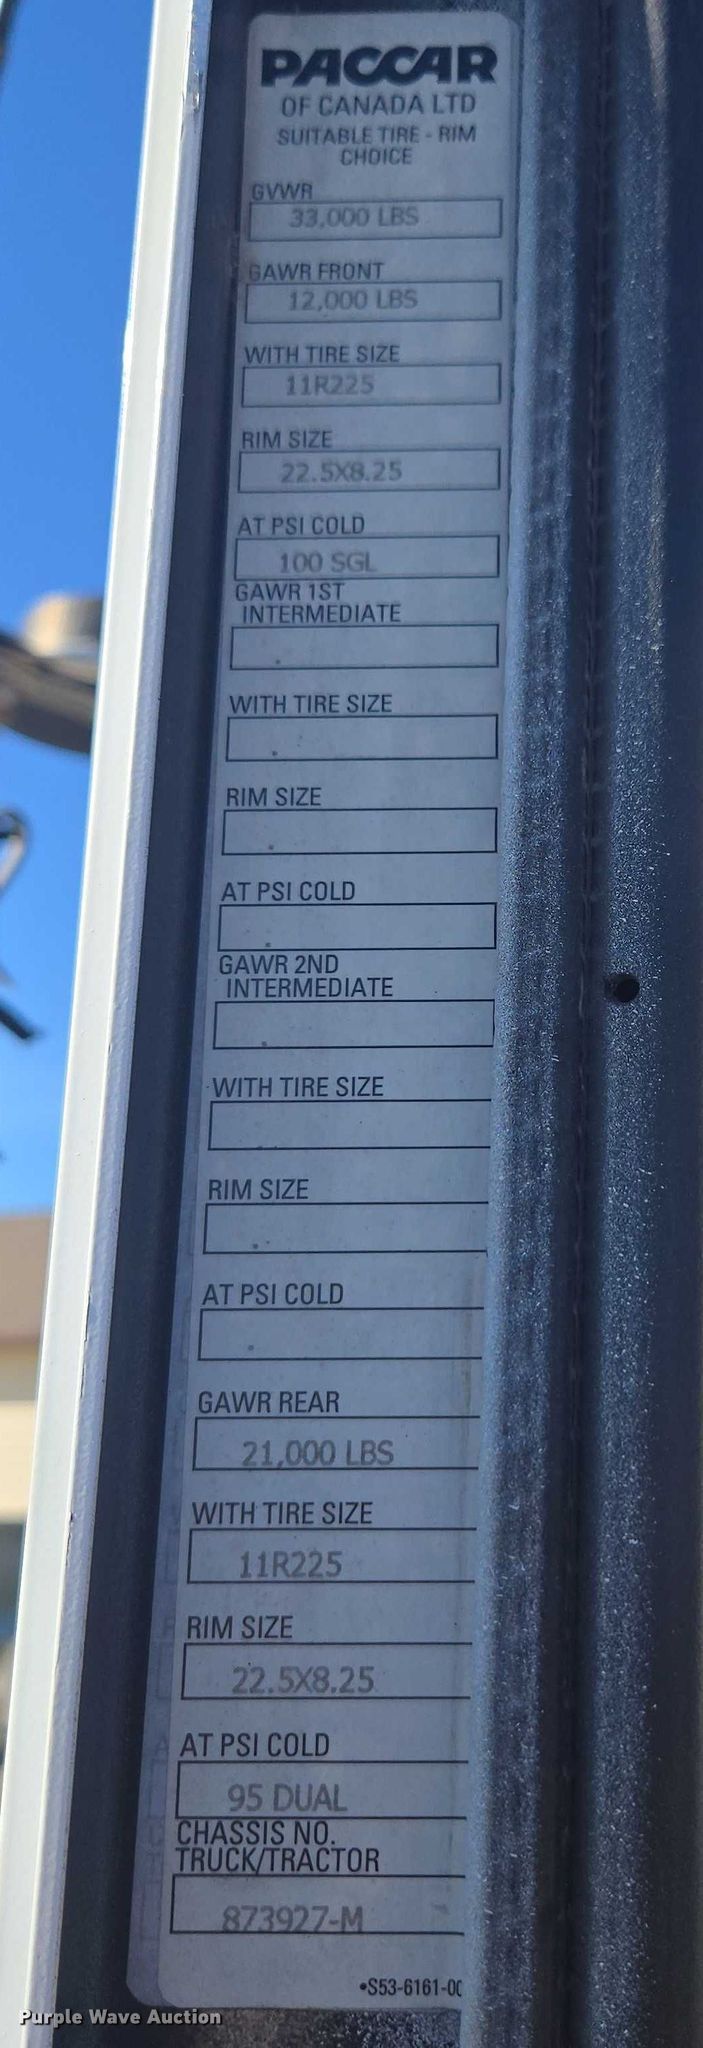 PACCAR
OF CANADA LTD
SUITABLE TIRE - RIM
CHOICE
GVWR
33,000 LBS
GAWR FRONT
12,000 LBS
WITH TIRE SIZE
11R225
RIM SIZE
22.5X8.25
AT PSI COLD
100 SGL
GAWR 1ST
INTERMEDIATE
WITH TIRE SIZE
RIM SIZE
AT PSI COLD
GAWR 2ND
INTERMEDIATE
WITH TIRE SIZE
RIM SIZE
AT PSI COLD
GAWR REAR
21,000 LBS
WITH TIRE SIZE
11R225
RIM SIZE
22.5X8.25
AT PSI COLD
95 DUAL
CHASSIS NO.
TRUCK/TRACTOR
873927-M
•S53-6161-00
Purple Wave Auction